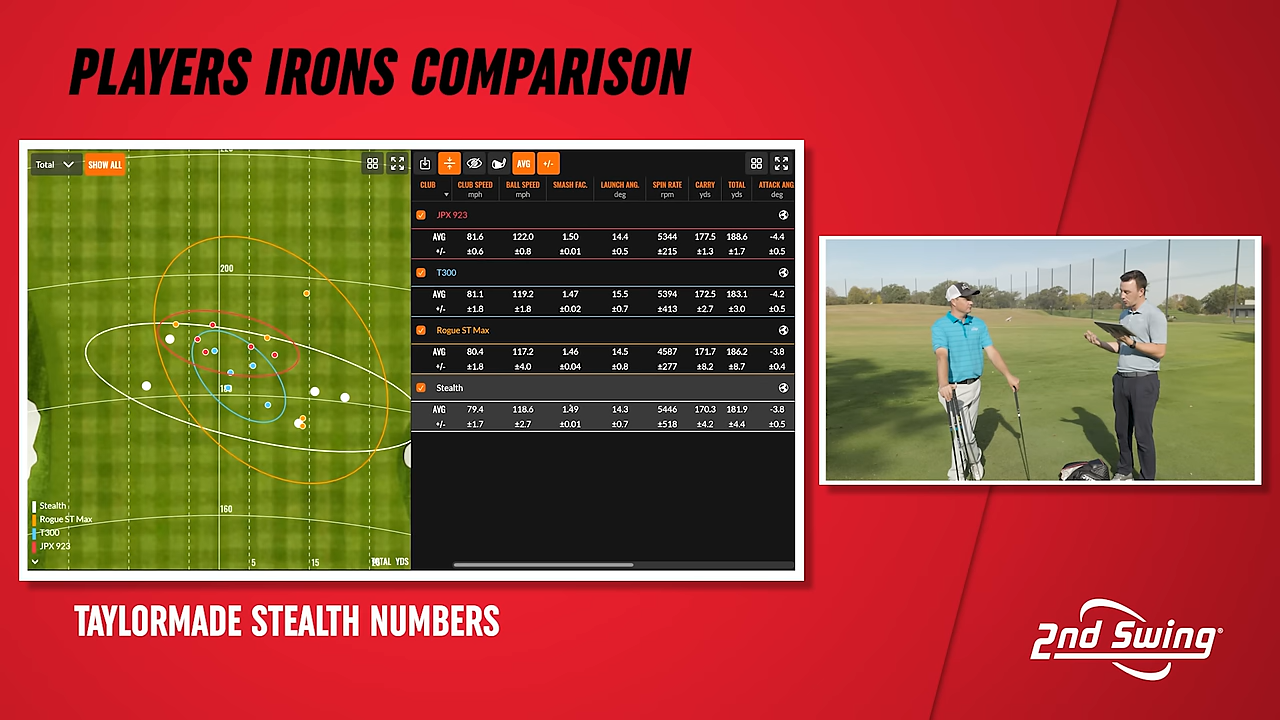 PLAYERS IRONS COMPARISON
Total SHOW ALL
AVG +/-
CLUB CLUB SPEED BALL SPEED SMASH FAC. LAUNCH ANG. SPIN RATE CARRY TOTAL ATTACK ANG
mph mph deg rpm yds yds deg
JPX 923
AVG 81.6 122.0 1.50 14.4 5344 177.5 188.6 -4.4
+/- ±0.6 ±0.8 ±0.01 ±0.5 ±215 ±1.3 ±1.7 ±0.5
T300
AVG 81.1 119.2 1.47 15.5 5394 172.5 183.1 -4.2
+/- ±1.8 ±1.8 ±0.02 ±0.7 ±413 ±2.7 ±3.0 ±0.5
Rogue ST Max
AVG 80.4 117.2 1.46 14.5 4587 171.7 186.2 -3.8
+/- ±1.8 ±4.0 ±0.04 ±0.8 ±277 ±8.2 ±8.7 ±0.4
Stealth
AVG 79.4 118.6 1.49 14.3 5446 170.3 181.9 -3.8
+/- ±1.7 ±2.7 ±0.01 ±0.7 ±518 ±4.2 ±4.4 ±0.5
200
160
Stealth
Rogue ST Max
T300
JPX 923
5 15 TOTAL YDS
TAYLORMADE STEALTH NUMBERS
2nd Swing®